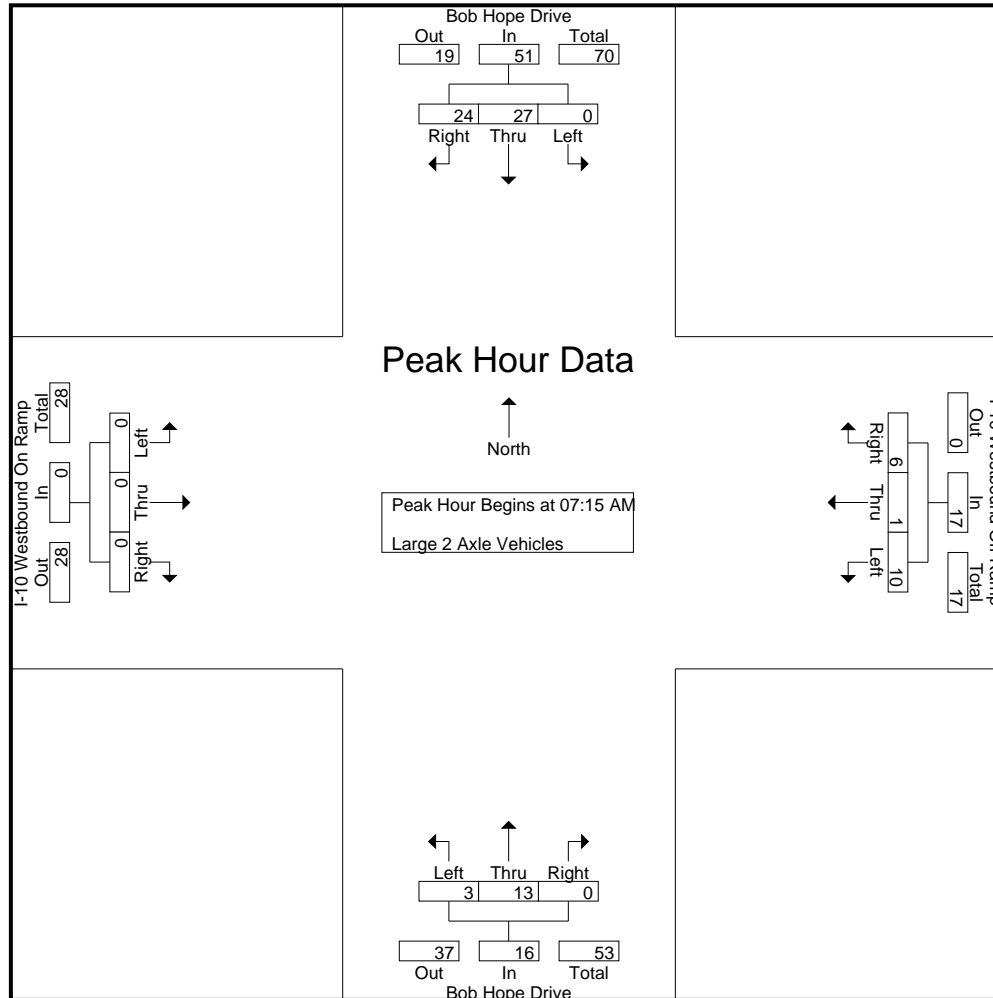 Bob Hope Drive
Out In Total
19 51 70
24 27 0
Right Thru Left
Peak Hour Data
North
Peak Hour Begins at 07:15 AM
Large 2 Axle Vehicles
I-10 Westbound On Ramp
Total In Out
28 0 28
0 0 0
Left Thru Right
Right Thru Left
6 1 10
Out In Total
0 17 17
Westbound Ramp
Left Thru Right
3 13 0
37 16 53
Out In Total
Bob Hope Drive